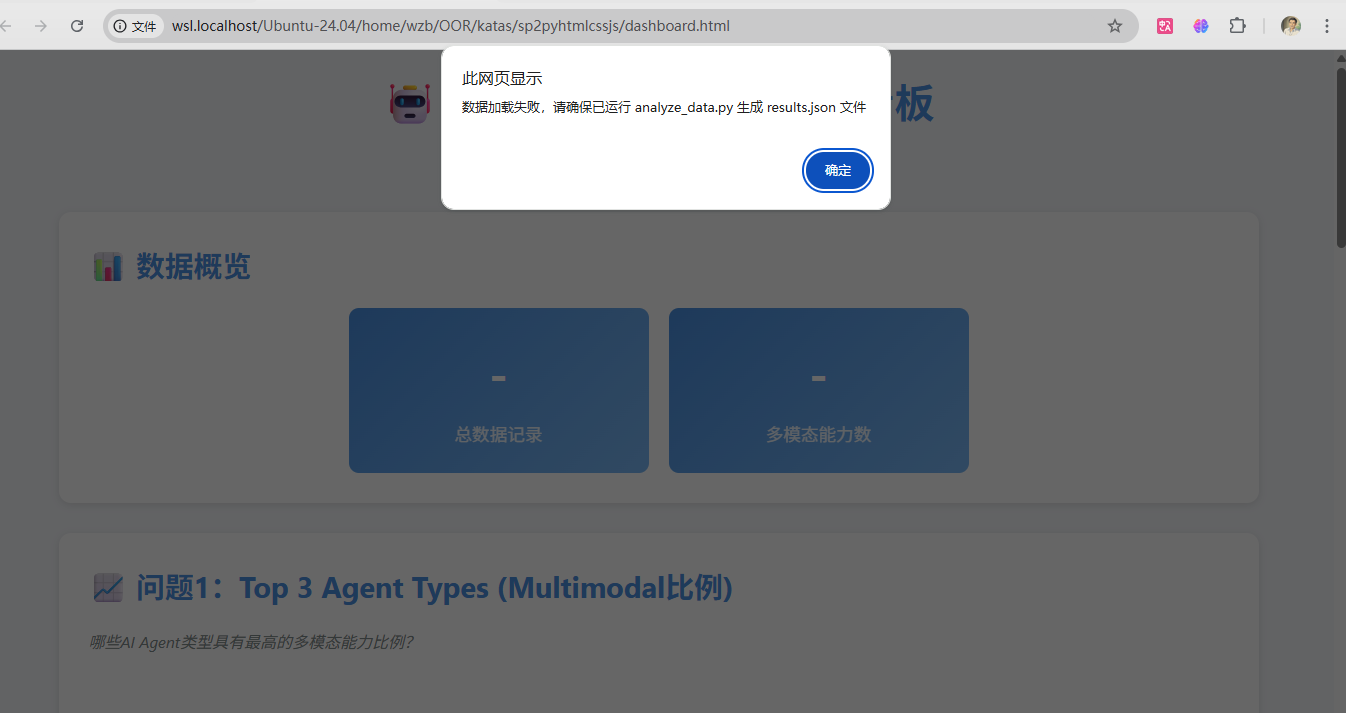 文件
wsl.localhost/Ubuntu-24.04/home/wzb/OOR/katas/sp2pyhtmlcssjs/dashboard.html
此网页显示
数据加载失败，请确保已运行 analyze_data.py 生成 results.json 文件
确定
板
数据概览
-
总数据记录
-
多模态能力数
问题1：Top 3 Agent Types (Multimodal比例)
哪些AI Agent类型具有最高的多模态能力比例？